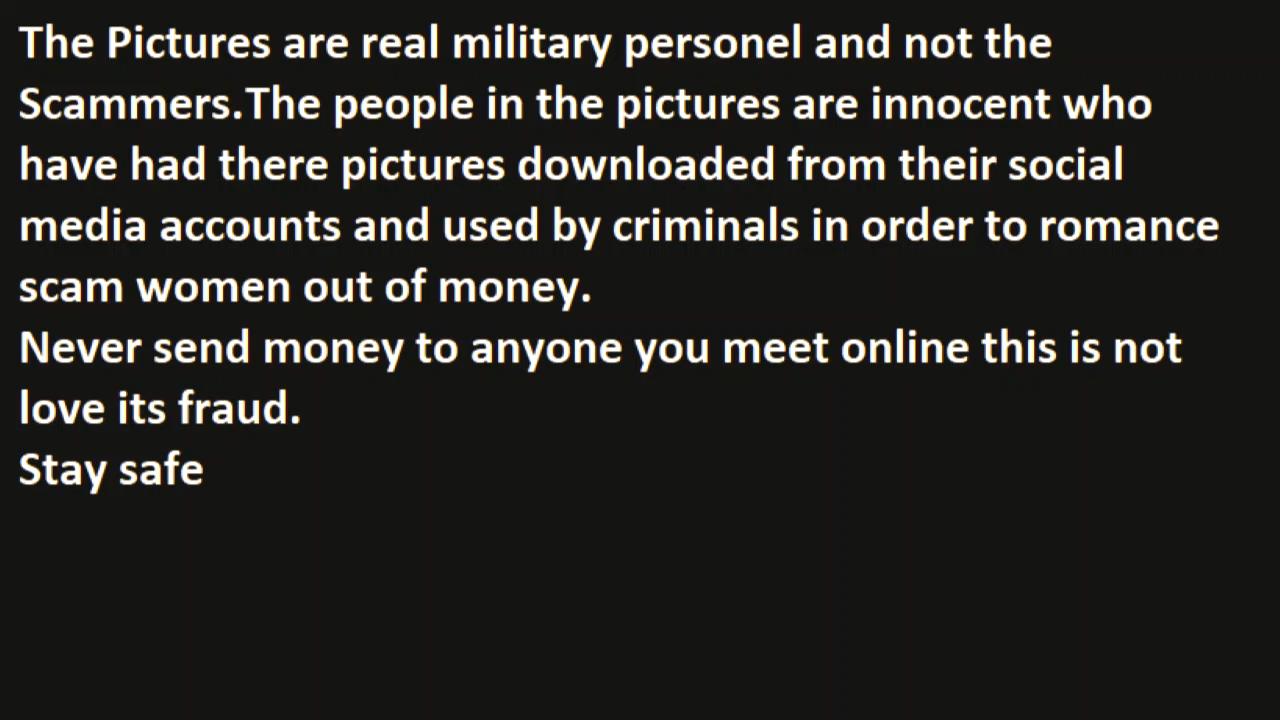 The Pictures are real military personel and not the
Scammers.The people in the pictures are innocent who
have had there pictures downloaded from their social
media accounts and used by criminals in order to romance
scam women out of money.
Never send money to anyone you meet online this is not
love its fraud.
Stay safe